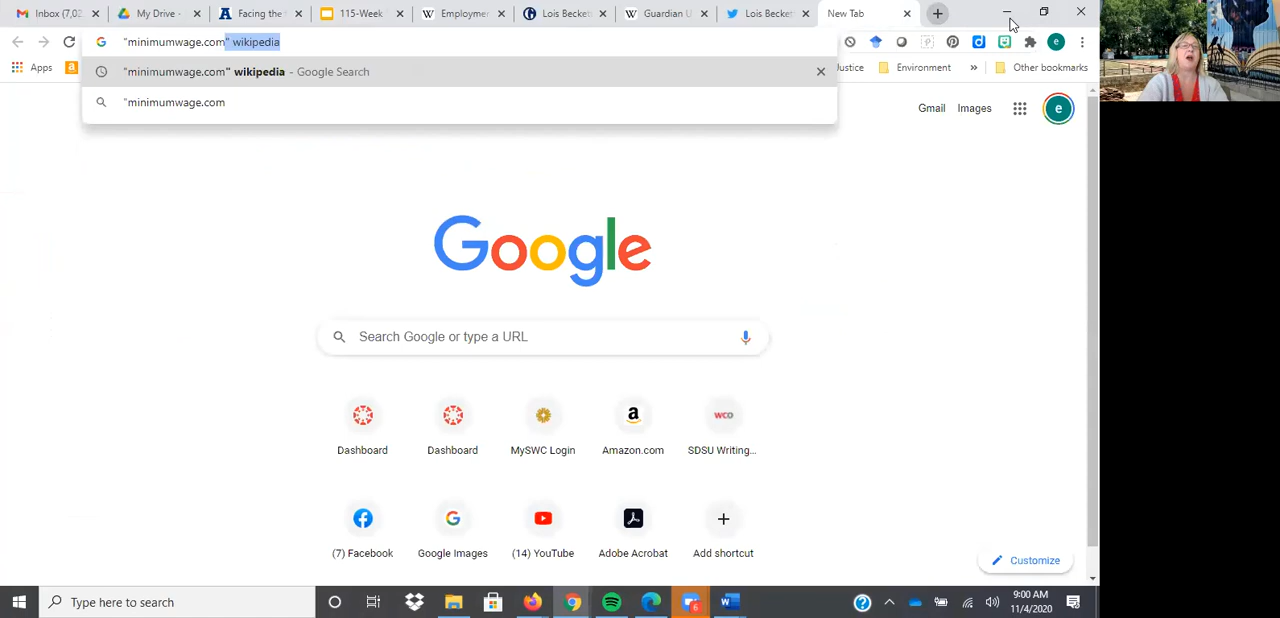 Inbox (7,02
My Drive -
Facing the
115-Week
Employmer
Lois Becket
Guardian U
Lois Becket
New Tab
"minimumwage.com" wikipedia
"minimumwage.com" wikipedia - Google Search
"minimumwage.com
Apps
Justice
Environment
»
Other bookmarks
Gmail
Images
e
Google
Search Google or type a URL
Dashboard
Dashboard
MySWC Login
Amazon.com
SDSU Writing...
(7) Facebook
Google Images
(14) YouTube
Adobe Acrobat
Add shortcut
Customize
Type here to search
9:00 AM
11/4/2020